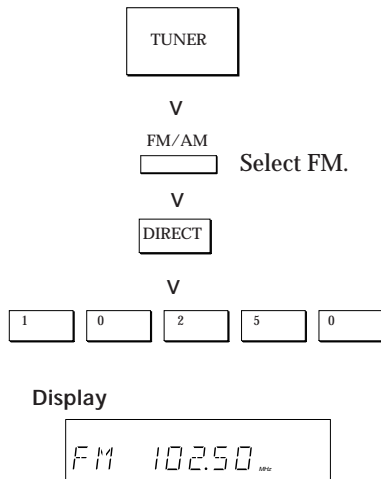 TUNER
V
FM/AM
Select FM.
V
DIRECT
V
1 0 2 5 0
Display
FM 102.50 MHz